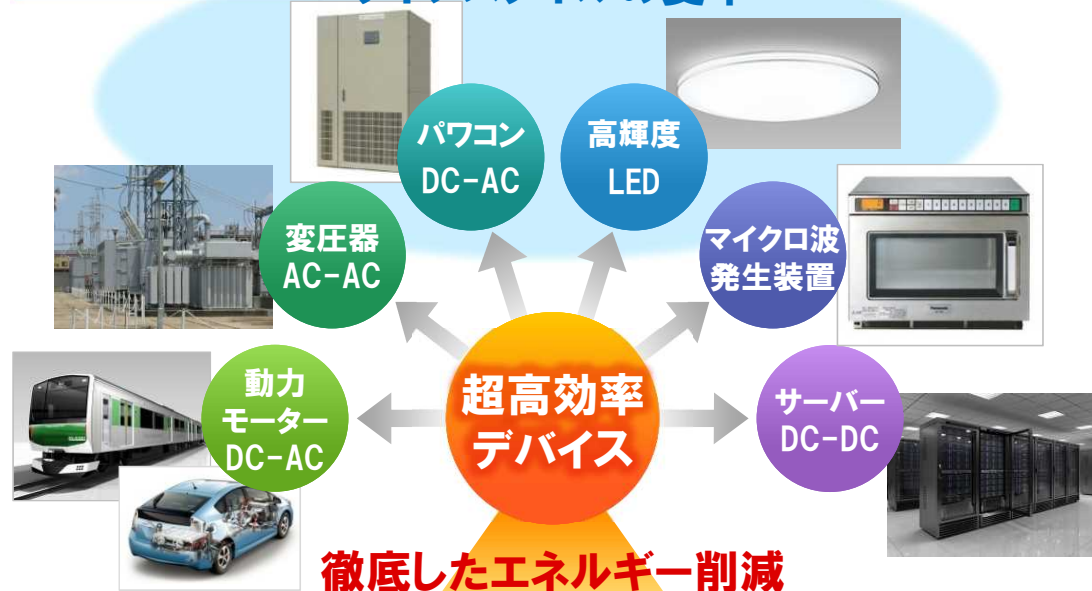 パワコン
DC-AC
高輝度
LED
変圧器
AC-AC
マイクロ波
発生装置
動力
モーター
DC-AC
超高効率
デバイス
サーバー
DC-DC
徹底したエネルギー削減